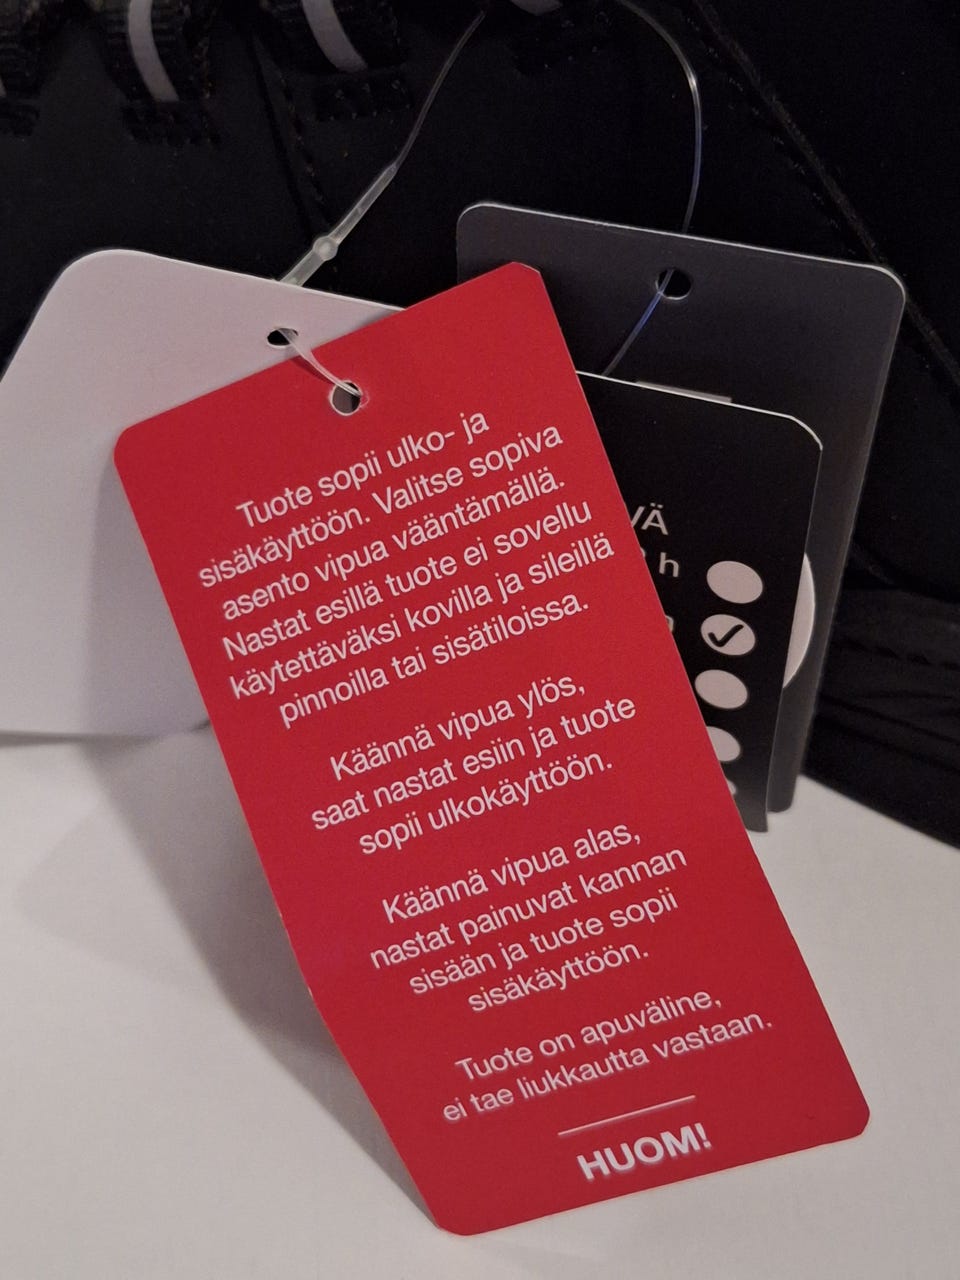 Tuote sopii ulko- ja
sisäkäyttöön. Valitse sopiva
asento vipua vääntämällä.
Nastat esillä tuote ei sovellu
käytettäväksi kovilla ja sileillä
pinnoilla tai sisätiloissa.
Käännä vipua ylös,
saat nastat esiin ja tuote
sopii ulkokäyttöön.
Käännä vipua alas,
nastat painuvat kannan
sisään ja tuote sopii
sisäkäyttöön.
Tuote on apuväline,
ei tae liukkautta vastaan.
HUOM!
VÄ
h